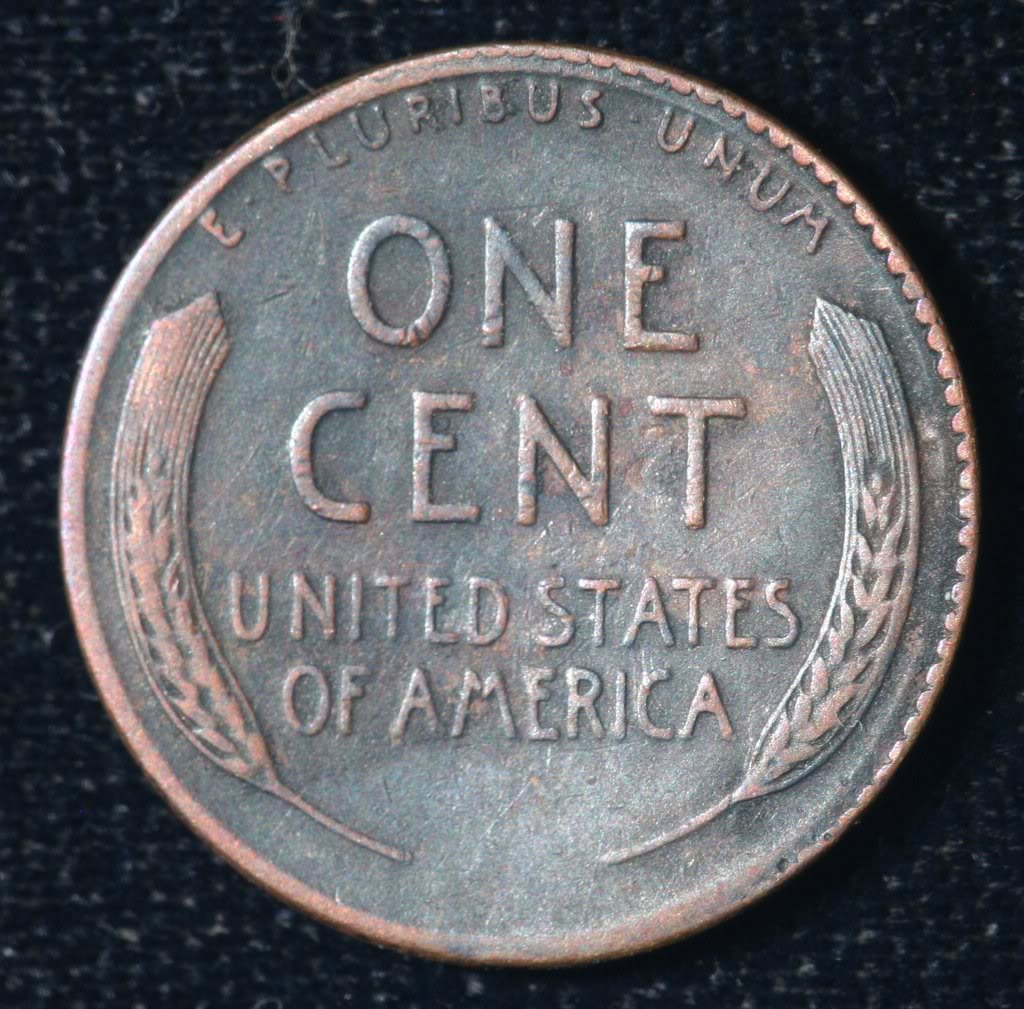 E · PLURIBUS · UNUM
ONE
CENT
UNITED STATES
OF AMERICA